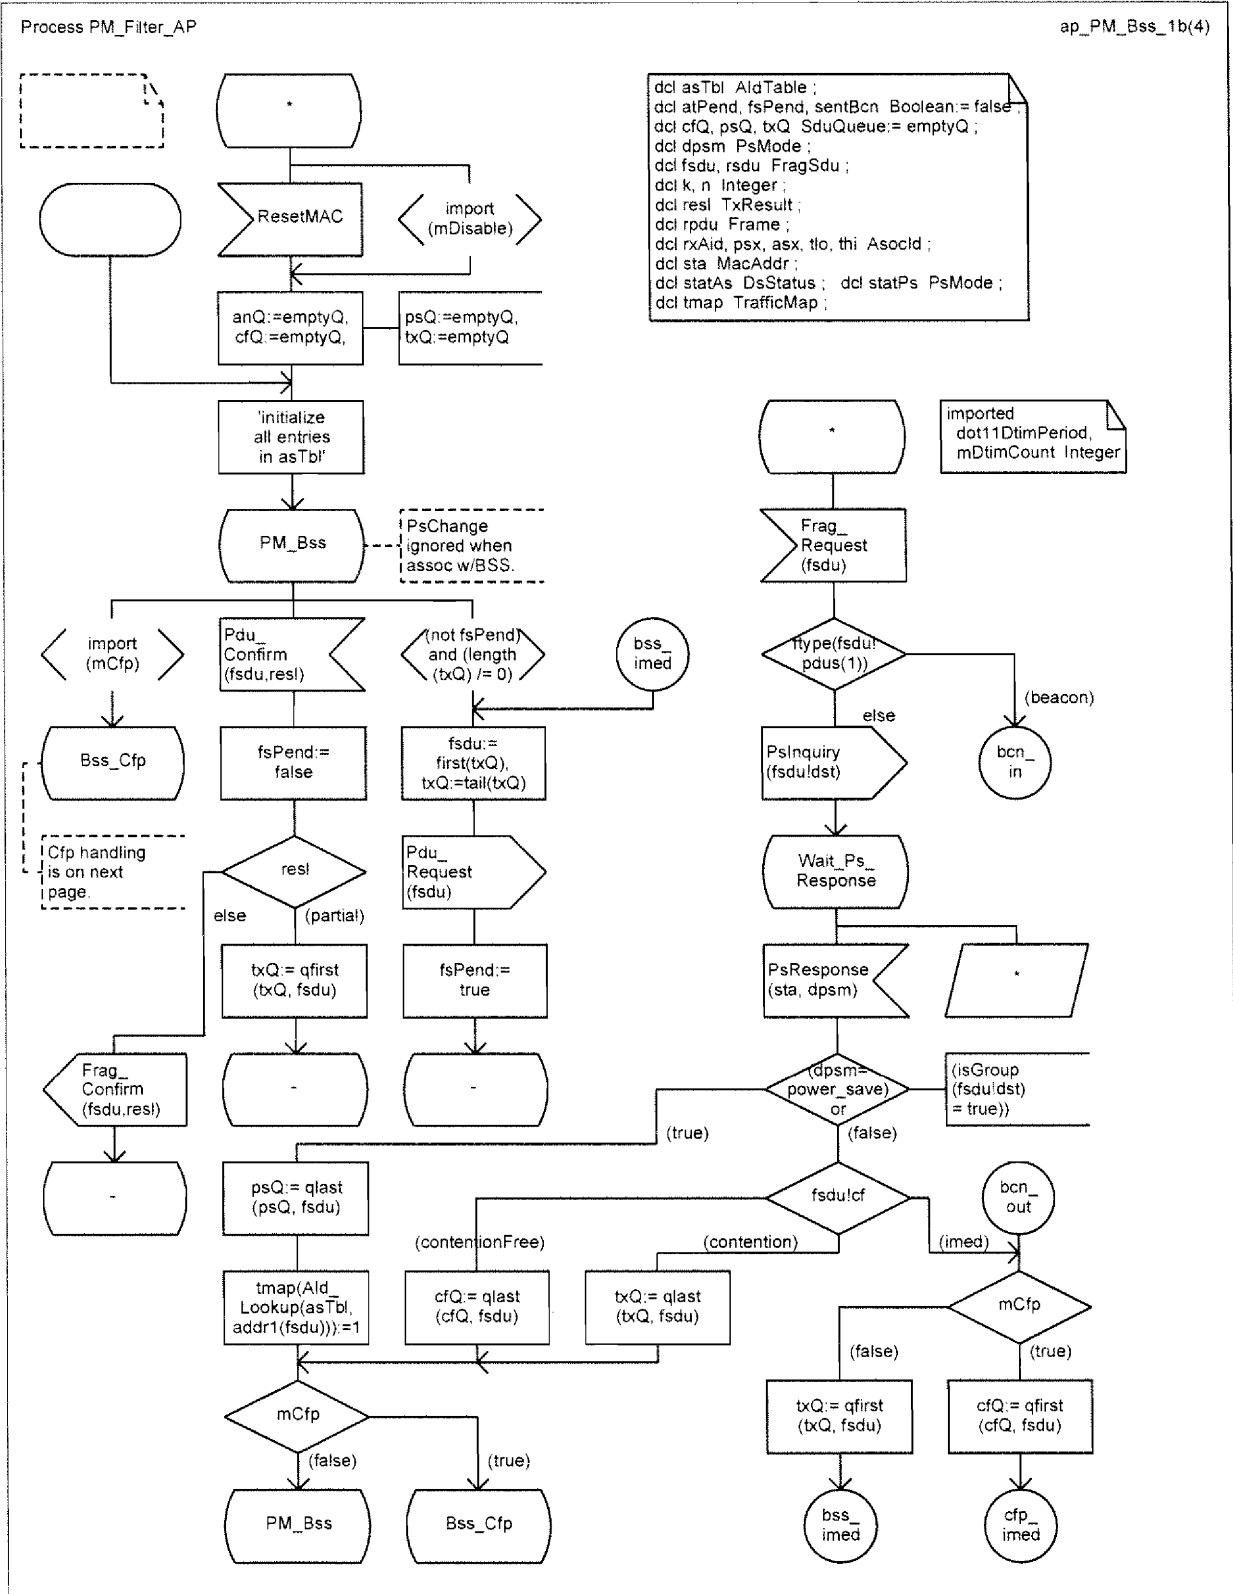 Process PM_Filter_AP
ap_PM_Bss_1b(4)
*
dcl asTbl AIdTable ;
dcl atPend, fsPend, sentBcn Boolean:= false ;
dcl cfQ, psQ, txQ SduQueue:= emptyQ ;
dcl dpsm PsMode ;
dcl fsdu, rsdu FragSdu ;
dcl k, n Integer ;
dcl resl TxResult ;
dcl rpdu Frame ;
dcl rxAid, psx, asx, tlo, thi AsocId ;
dcl sta MacAddr ;
dcl statAs DsStatus ; dcl statPs PsMode ;
dcl tmap TrafficMap ;
ResetMAC
import
(mDisable)
anQ:=emptyQ,
cfQ:=emptyQ,
psQ:=emptyQ,
txQ:=emptyQ
'initialize
all entries
in asTbl'
*
imported
dot11DtimPeriod,
mDtimCount Integer
PM_Bss
PsChange
ignored when
assoc w/BSS.
Frag_
Request
(fsdu)
import
(mCfp)
Pdu_
Confirm
(fsdu,resl)
(not fsPend)
and (length
(txQ) /= 0)
bss_
imed
ftype(fsdu!
pdus(1))
(beacon)
else
Bss_Cfp
fsPend:=
false
fsdu:=
first(txQ),
txQ:=tail(txQ)
PsInquiry
(fsdu!dst)
bcn_
in
Cfp handling
is on next
page.
resl
Pdu_
Request
(fsdu)
Wait_Ps_
Response
else
(partial)
txQ:= qfirst
(txQ, fsdu)
fsPend:=
true
PsResponse
(sta, dpsm)
*
Frag_
Confirm
(fsdu,resl)
-
-
(dpsm=
power_save)
or
(isGroup
(fsdu!dst)
= true))
(true)
(false)
-
psQ:= qlast
(psQ, fsdu)
fsdu!cf
bcn_
out
(contentionFree)
(contention)
(imed)
tmap(AId_
Lookup(asTbl,
addr1(fsdu))):=1
cfQ:= qlast
(cfQ, fsdu)
txQ:= qlast
(txQ, fsdu)
mCfp
(false)
(true)
mCfp
(false)
(true)
txQ:= qfirst
(txQ, fsdu)
cfQ:= qfirst
(cfQ, fsdu)
PM_Bss
Bss_Cfp
bss_
imed
cfp_
imed